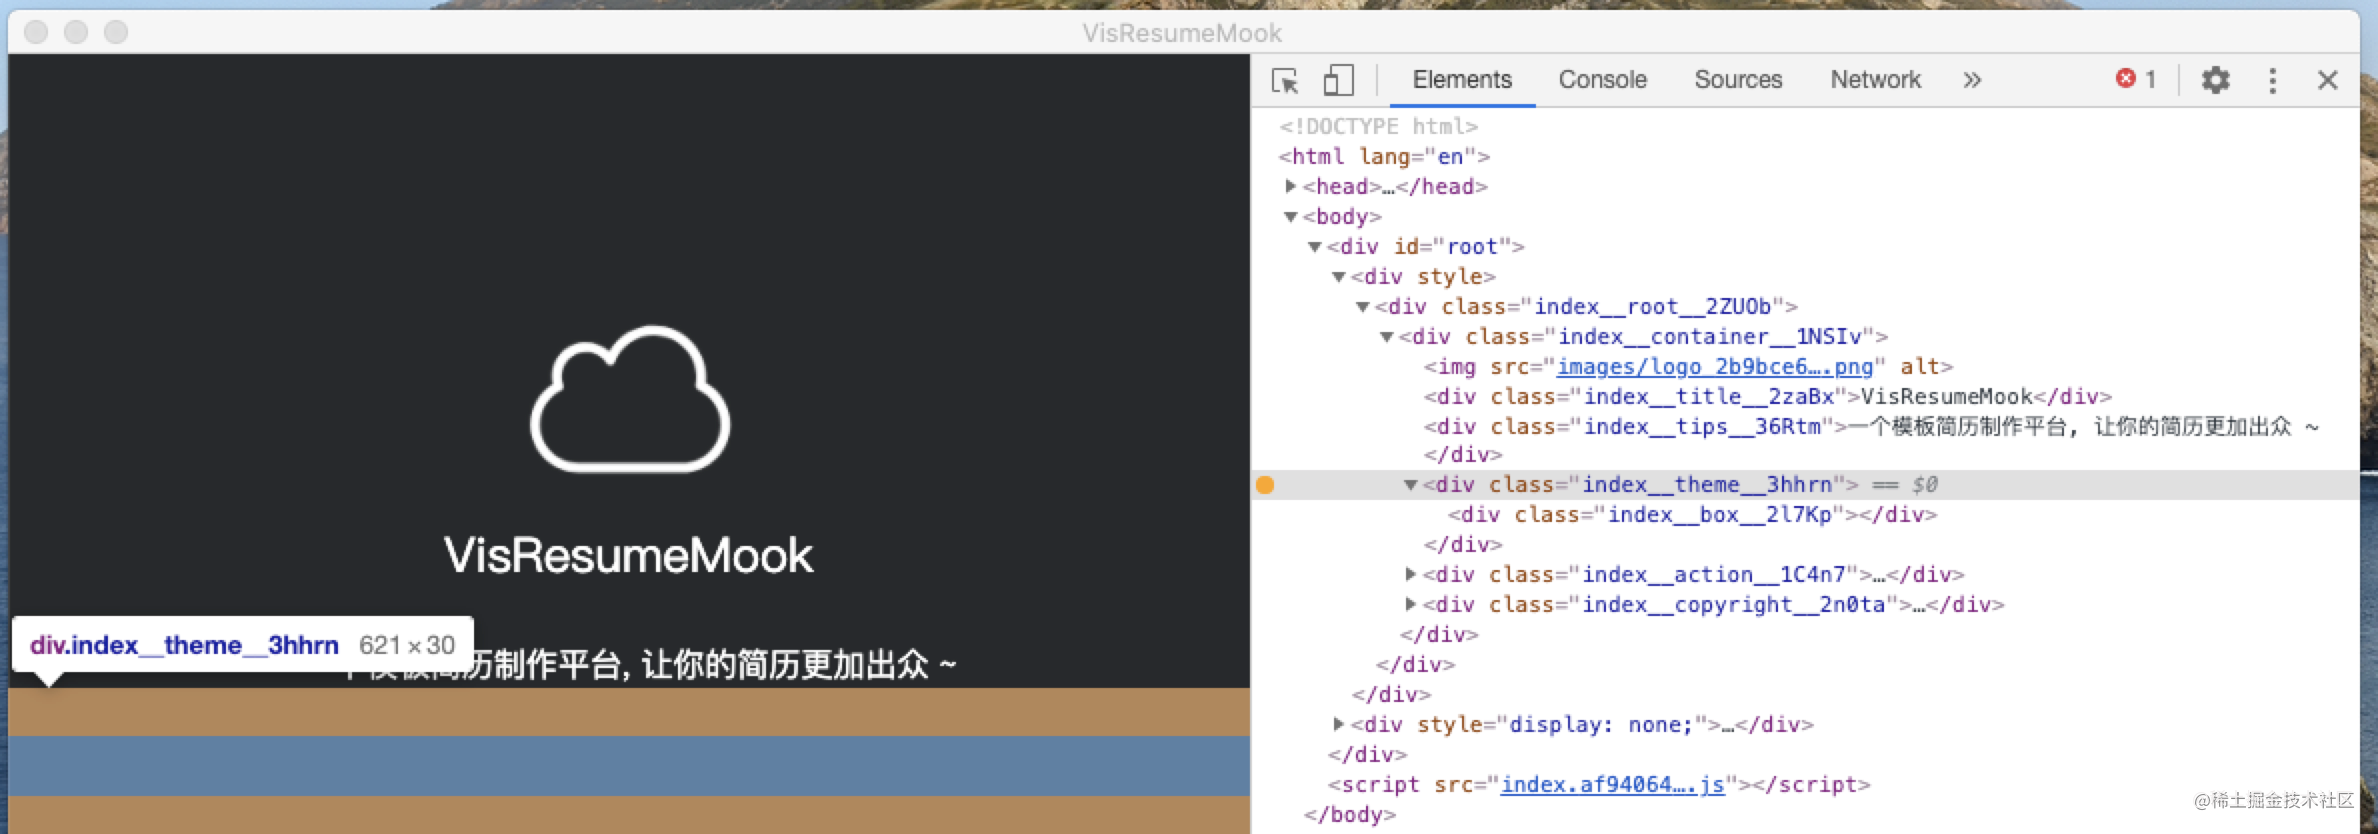 VisResumeMook
VisResumeMook
div.index__theme__3hhrn 621 × 30
简历制作平台, 让你的简历更加出众 ~
Elements Console Sources Network » 1
<!DOCTYPE html>
<html lang="en">
<head>…</head>
<body>
<div id="root">
<div style>
<div class="index__root__2ZUOb">
<div class="index__container__1NSIv">
<img src="images/logo_2b9bce6….png" alt>
<div class="index__title__2zaBx">VisResumeMook</div>
<div class="index__tips__36Rtm">一个模板简历制作平台, 让你的简历更加出众 ~
</div>
<div class="index__theme__3hhrn"> == $0
<div class="index__box__2l7Kp"></div>
</div>
<div class="index__action__1C4n7">…</div>
<div class="index__copyright__2n0ta">…</div>
</div>
</div>
</div>
<div style="display: none;">…</div>
</div>
<script src="index.af94064….js"></script>
</body>
@稀土掘金技术社区